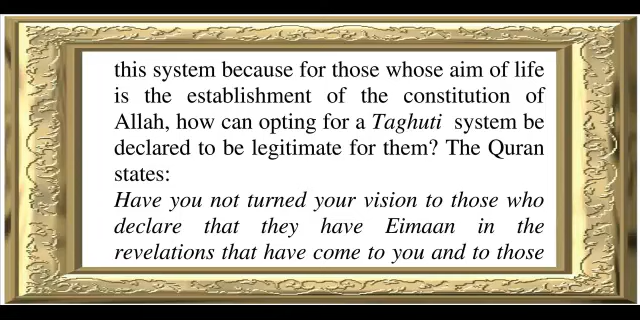 this system because for those whose aim of life
is the establishment of the constitution of
Allah, how can opting for a Taghuti system be
declared to be legitimate for them? The Quran
states:
Have you not turned your vision to those who
declare that they have Eimaan in the
revelations that have come to you and to those